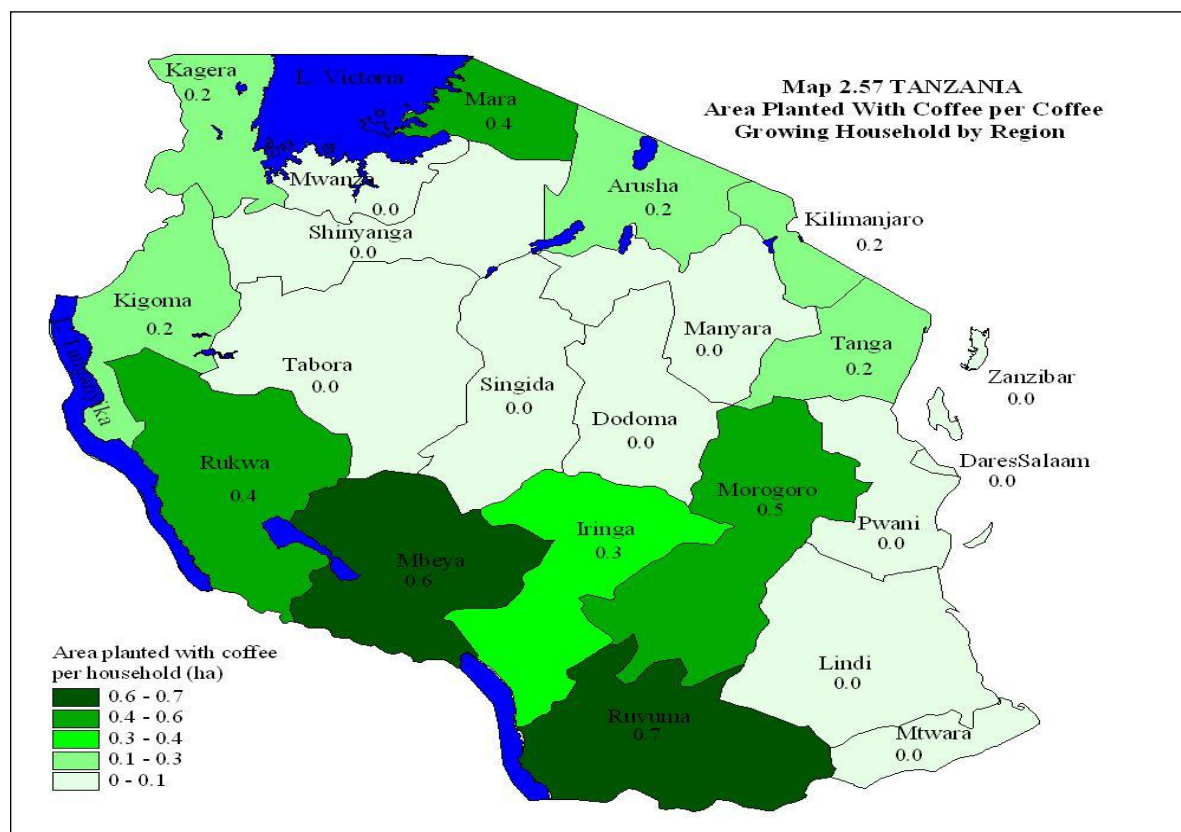 Map 2.57 TANZANIA
Area Planted With Coffee per Coffee
Growing Household by Region
Kagera
0.2
L. Victoria
Mara
0.4
Mwanza
0.0
Arusha
0.2
Kilimanjaro
0.2
Shinyanga
0.0
Kigoma
0.2
L. Tanganyika
Tabora
0.0
Singida
0.0
Dodoma
0.0
Manyara
0.0
Tanga
0.2
Zanzibar
0.0
DaresSalaam
0.0
Rukwa
0.4
Mbeya
0.6
Iringa
0.3
Morogoro
0.5
Pwani
0.0
Lindi
0.0
Ruvuma
0.7
Mtwara
0.0
Area planted with coffee
per household (ha)
0.6 - 0.7
0.4 - 0.6
0.3 - 0.4
0.1 - 0.3
0 - 0.1